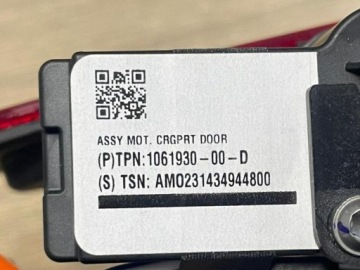 ASSY MOT, CRGPRT DOOR
(P)TPN:1061930-00-D
(S) TSN: AMO231434944800